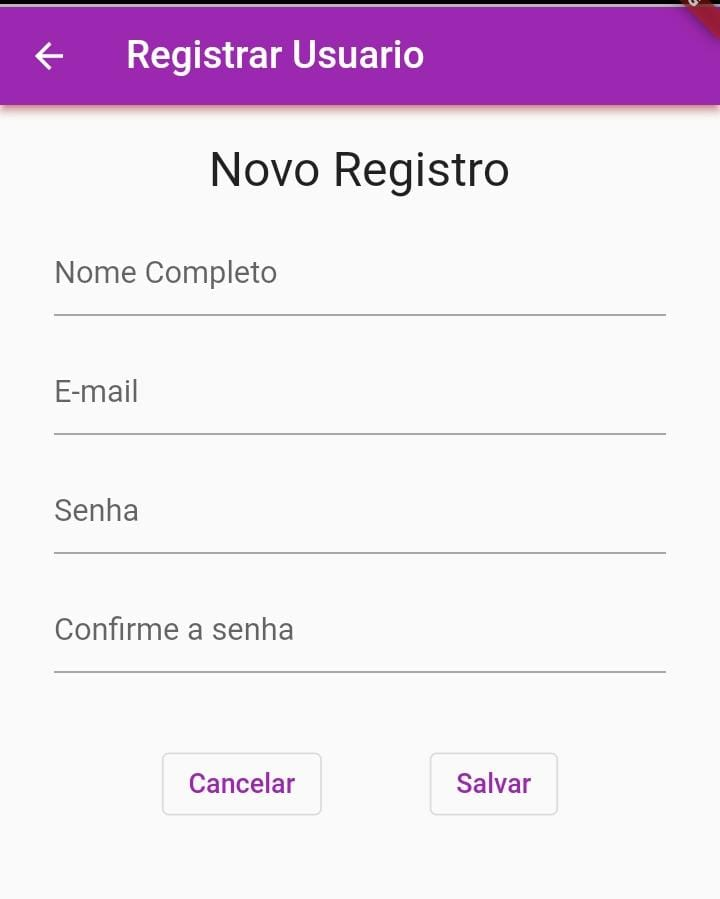 Registrar Usuario
Novo Registro
Nome Completo
E-mail
Senha
Confirme a senha
Cancelar
Salvar